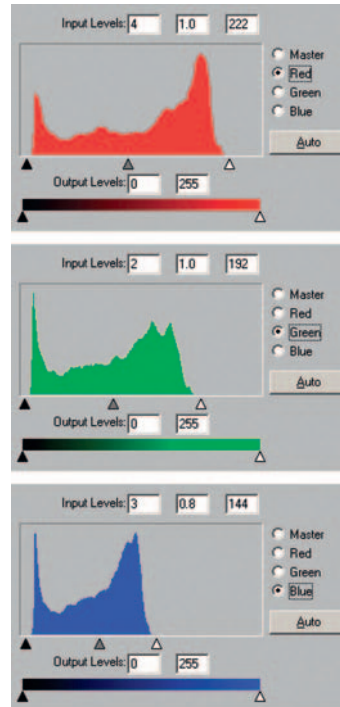 Input Levels: 4 1.0 222
Master
Red
Green
Blue
Auto
Output Levels: 0 255
Input Levels: 2 1.0 192
Master
Red
Green
Blue
Auto
Output Levels: 0 255
Input Levels: 3 0.8 144
Master
Red
Green
Blue
Auto
Output Levels: 0 255